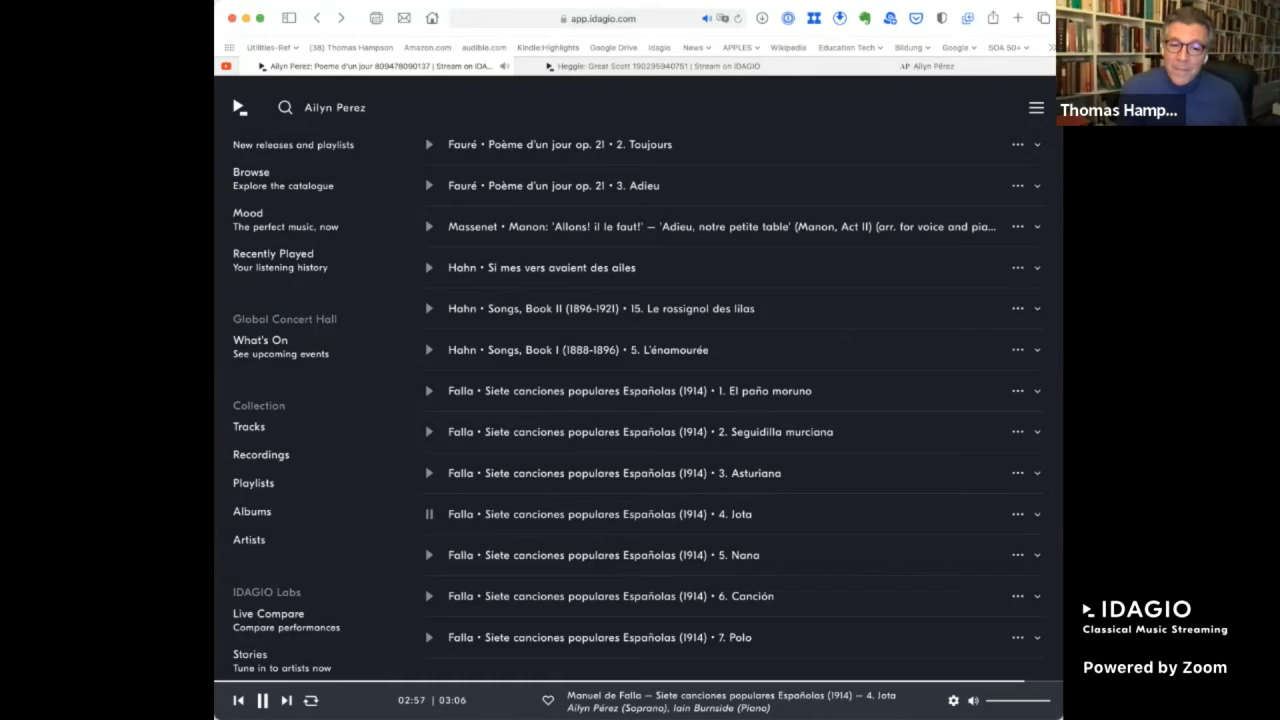 app.idagio.com
Utilities-Ref
(38) Thomas Hampson
Amazon.com
audible.com
Kindle:Highlights
Google Drive
Idagio
News
APPLES
Wikipedia
Education Tech
Bildung
Google
SOA 50+
Ailyn Perez: Poeme d'un jour 809478090137 | Stream on IDA...
Heggie: Great Scott 190295940751 | Stream on IDAGIO
AP Ailyn Pérez
Thomas Hamp...
Ailyn Perez
New releases and playlists
Browse
Explore the catalogue
Mood
The perfect music, now
Recently Played
Your listening history
Global Concert Hall
What's On
See upcoming events
Collection
Tracks
Recordings
Playlists
Albums
Artists
IDAGIO Labs
Live Compare
Compare performances
Stories
Tune in to artists now
Fauré • Poème d'un jour op. 21 • 2. Toujours
Fauré • Poème d'un jour op. 21 • 3. Adieu
Massenet • Manon: 'Allons! il le faut!' – 'Adieu, notre petite table' (Manon, Act II) (arr. for voice and pia...
Hahn • Si mes vers avaient des ailes
Hahn • Songs, Book II (1896-1921) • 15. Le rossignol des lilas
Hahn • Songs, Book I (1888-1896) • 5. L'énamourée
Falla • Siete canciones populares Españolas (1914) • 1. El paño moruno
Falla • Siete canciones populares Españolas (1914) • 2. Seguidilla murciana
Falla • Siete canciones populares Españolas (1914) • 3. Asturiana
Falla • Siete canciones populares Españolas (1914) • 4. Jota
Falla • Siete canciones populares Españolas (1914) • 5. Nana
Falla • Siete canciones populares Españolas (1914) • 6. Canción
Falla • Siete canciones populares Españolas (1914) • 7. Polo
02:57 | 03:06
Manuel de Falla – Siete canciones populares Españolas (1914) – 4. Jota
Ailyn Pérez (Soprano), Iain Burnside (Piano)
IDAGIO
Classical Music Streaming
Powered by Zoom